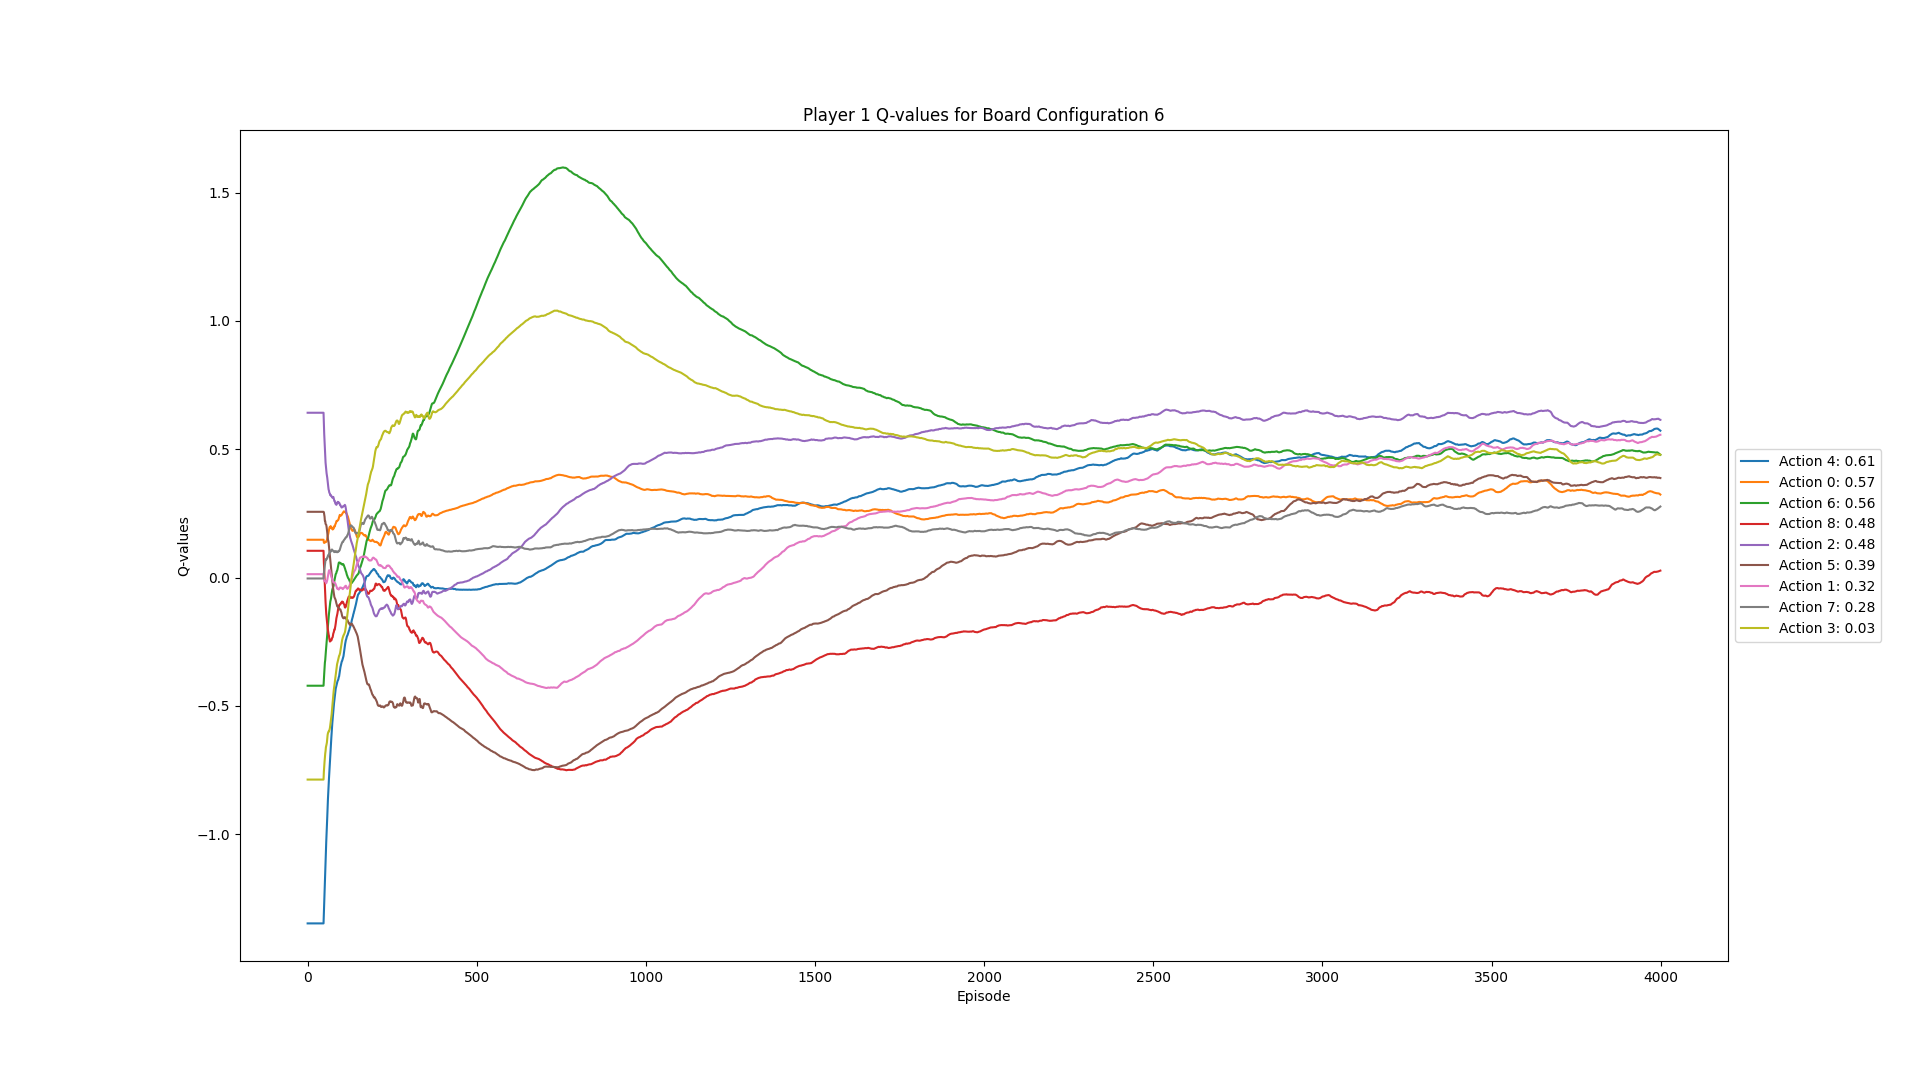 Player 1 Q-values for Board Configuration 6
1.5
1.0
0.5
0.0
−0.5
−1.0
Q-values
0 500 1000 1500 2000 2500 3000 3500 4000
Episode
Action 4: 0.61
Action 0: 0.57
Action 6: 0.56
Action 8: 0.48
Action 2: 0.48
Action 5: 0.39
Action 1: 0.32
Action 7: 0.28
Action 3: 0.03